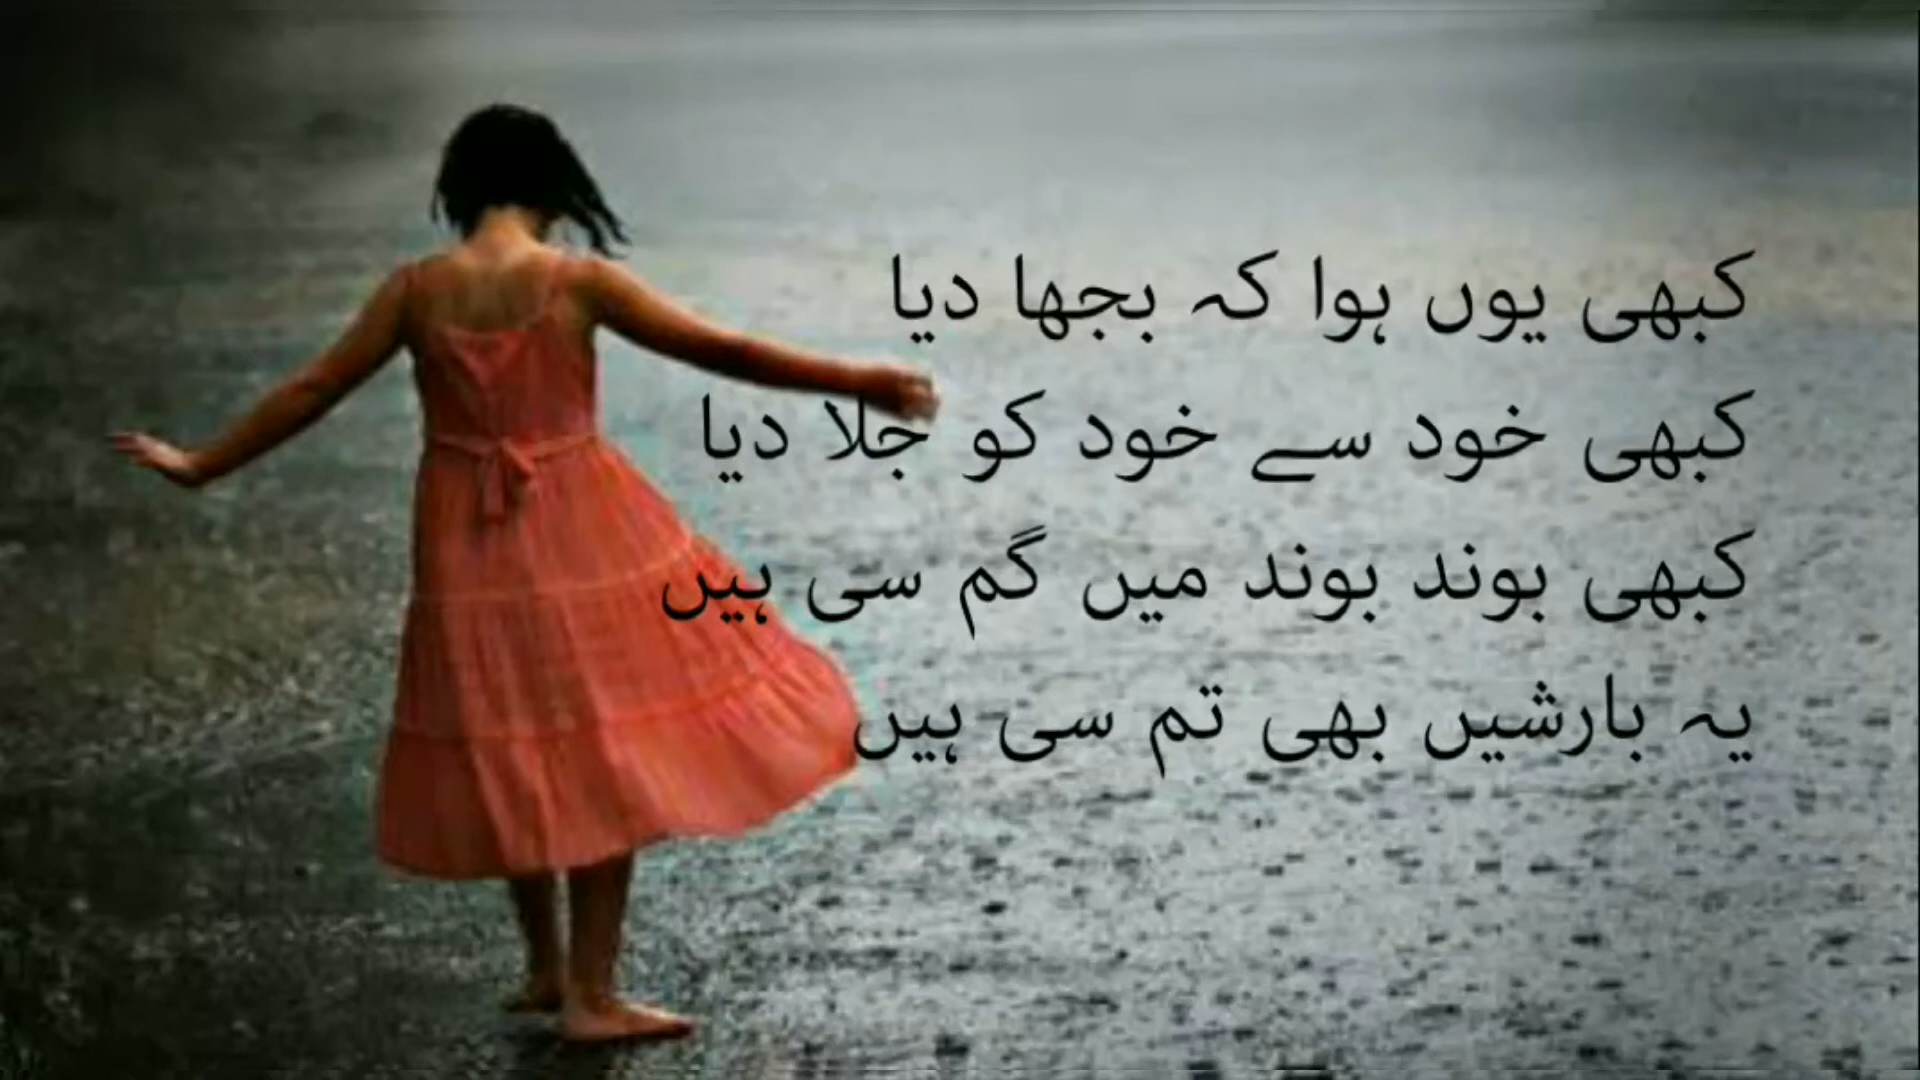 کبھی یوں ہوا کہ بجھا دیا
کبھی خود سے خود کو جلا دیا
کبھی بوند بوند میں گم سی ہیں
یہ بارشیں بھی تم سی ہیں